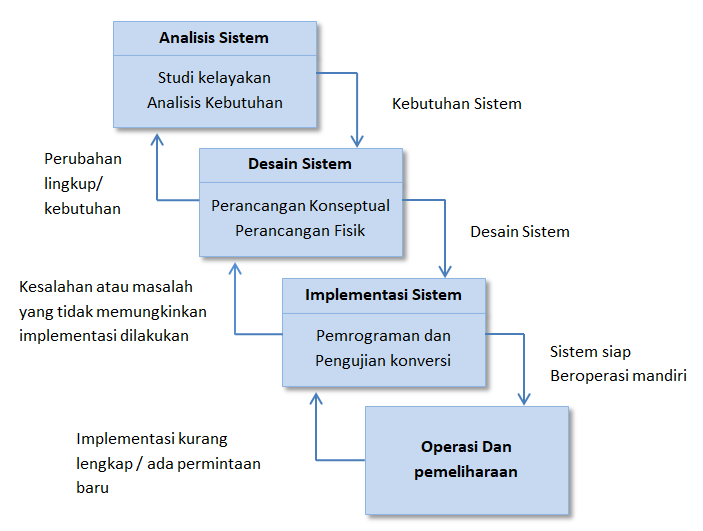 Analisis Sistem
Studi kelayakan
Analisis Kebutuhan
Kebutuhan Sistem
Perubahan
lingkup/
kebutuhan
Desain Sistem
Perancangan Konseptual
Perancangan Fisik
Desain Sistem
Kesalahan atau masalah
yang tidak memungkinkan
implementasi dilakukan
Implementasi Sistem
Pemrograman dan
Pengujian konversi
Sistem siap
Beroperasi mandiri
Implementasi kurang
lengkap / ada permintaan
baru
Operasi Dan
pemeliharaan